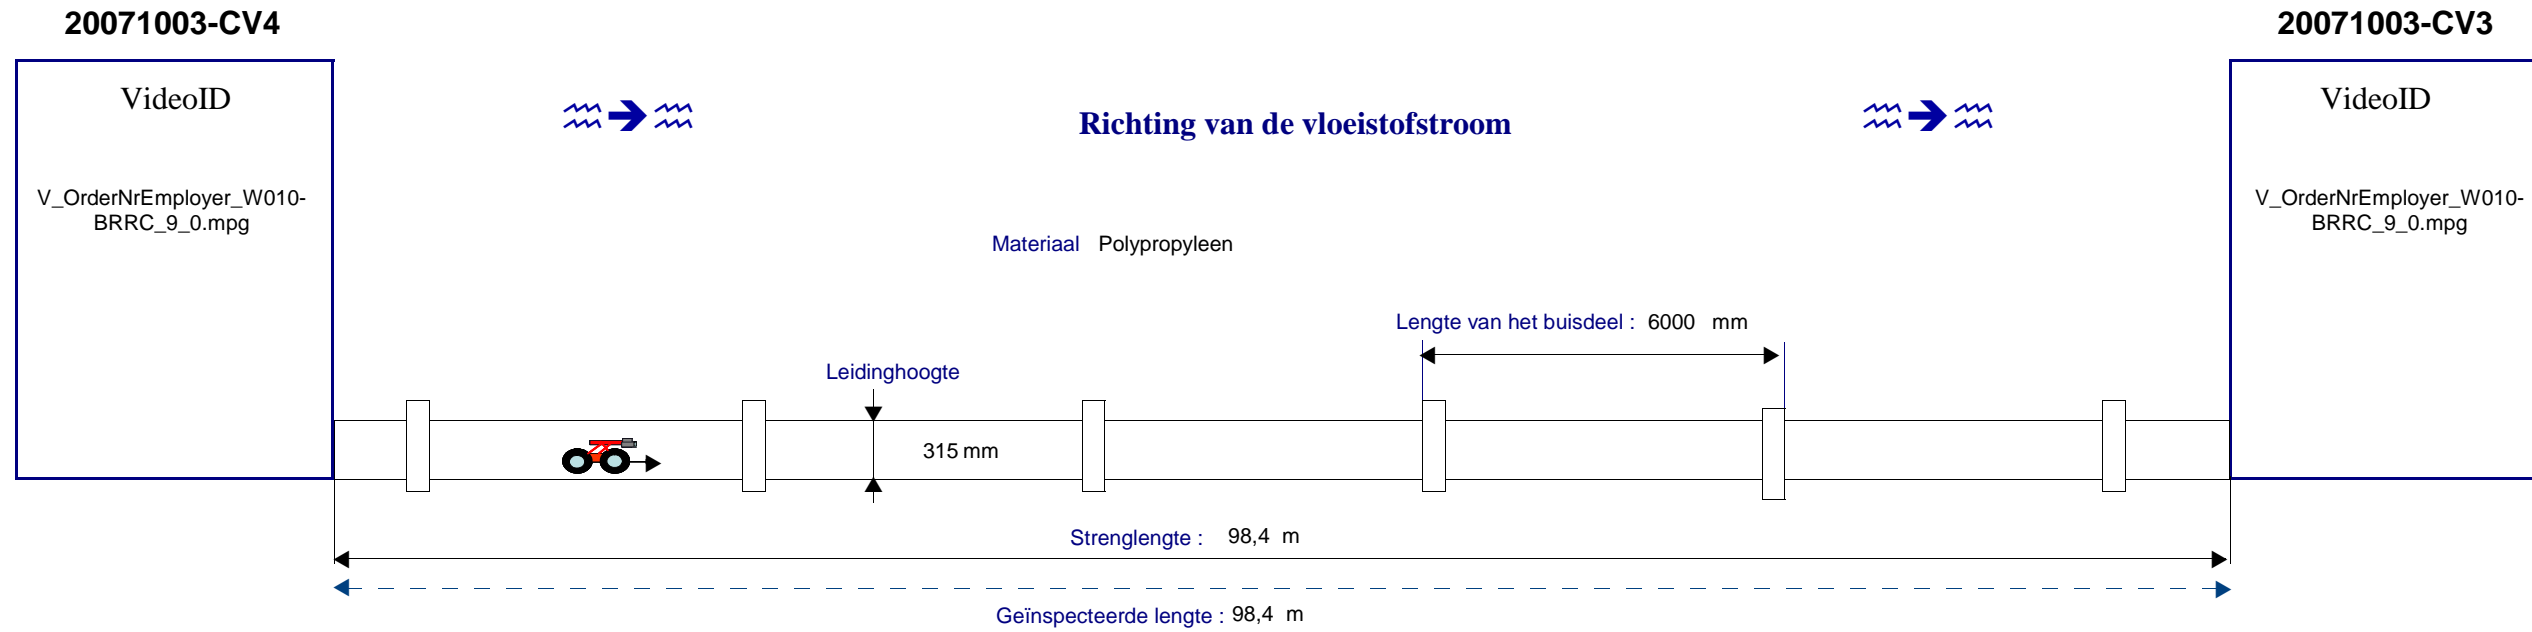 20071003-CV4
20071003-CV3
VideoID
VideoID
Richting van de vloeistofstroom
V_OrderNrEmployer_W010-
BRRC_9_0.mpg
V_OrderNrEmployer_W010-
BRRC_9_0.mpg
Materiaal Polypropyleen
Lengte van het buisdeel : 6000 mm
Leidinghoogte
315 mm
Strenglengte : 98,4 m
Geïnspecteerde lengte : 98,4 m